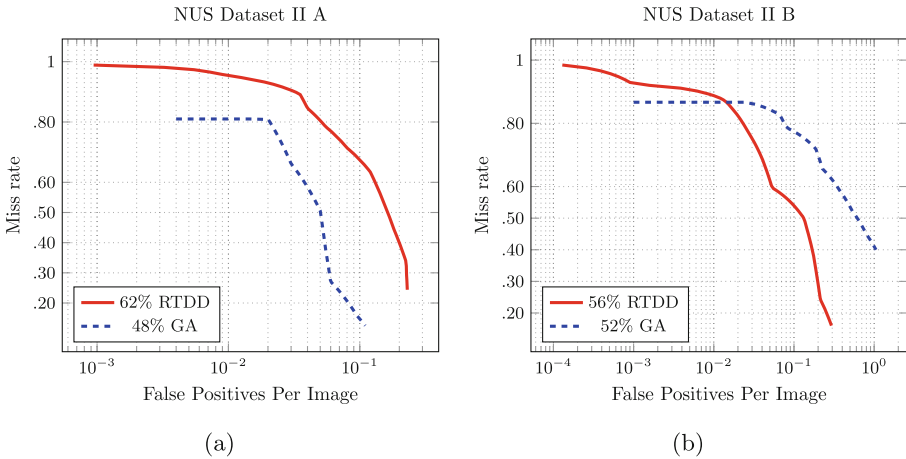 NUS Dataset II A
Miss rate
1
.80
.60
.50
.40
.30
.20
62% RTDD
48% GA
10−3
10−2
10−1
False Positives Per Image
(a)
NUS Dataset II B
Miss rate
1
.80
.60
.50
.40
.30
.20
56% RTDD
52% GA
10−4
10−3
10−2
10−1
100
False Positives Per Image
(b)